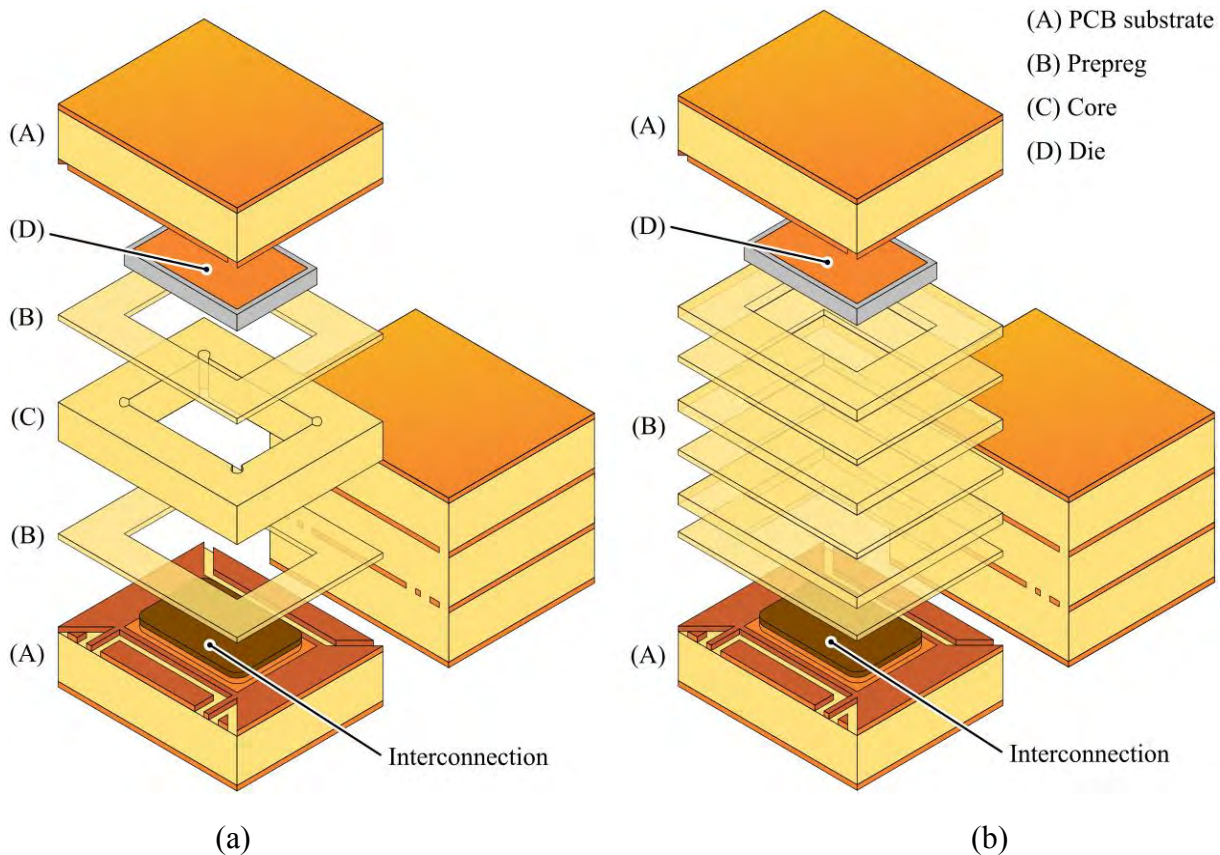 (A) PCB substrate
(B) Prepreg
(C) Core
(D) Die
(A)
(D)
(B)
(C)
(B)
(A)
Interconnection
(a)
(A)
(D)
(B)
(A)
Interconnection
(b)